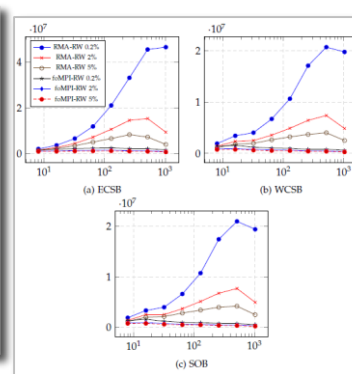 ·10⁷
·10⁷
RMA-RW 0.2%
RMA-RW 2%
RMA-RW 5%
foMPI-RW 0.2%
foMPI-RW 2%
foMPI-RW 5%
4
2
0
2
1
0
10¹ 10² 10³
10¹ 10² 10³
(a) ECSB
(b) WCSB
·10⁷
2
1
0
10¹ 10² 10³
(c) SOB